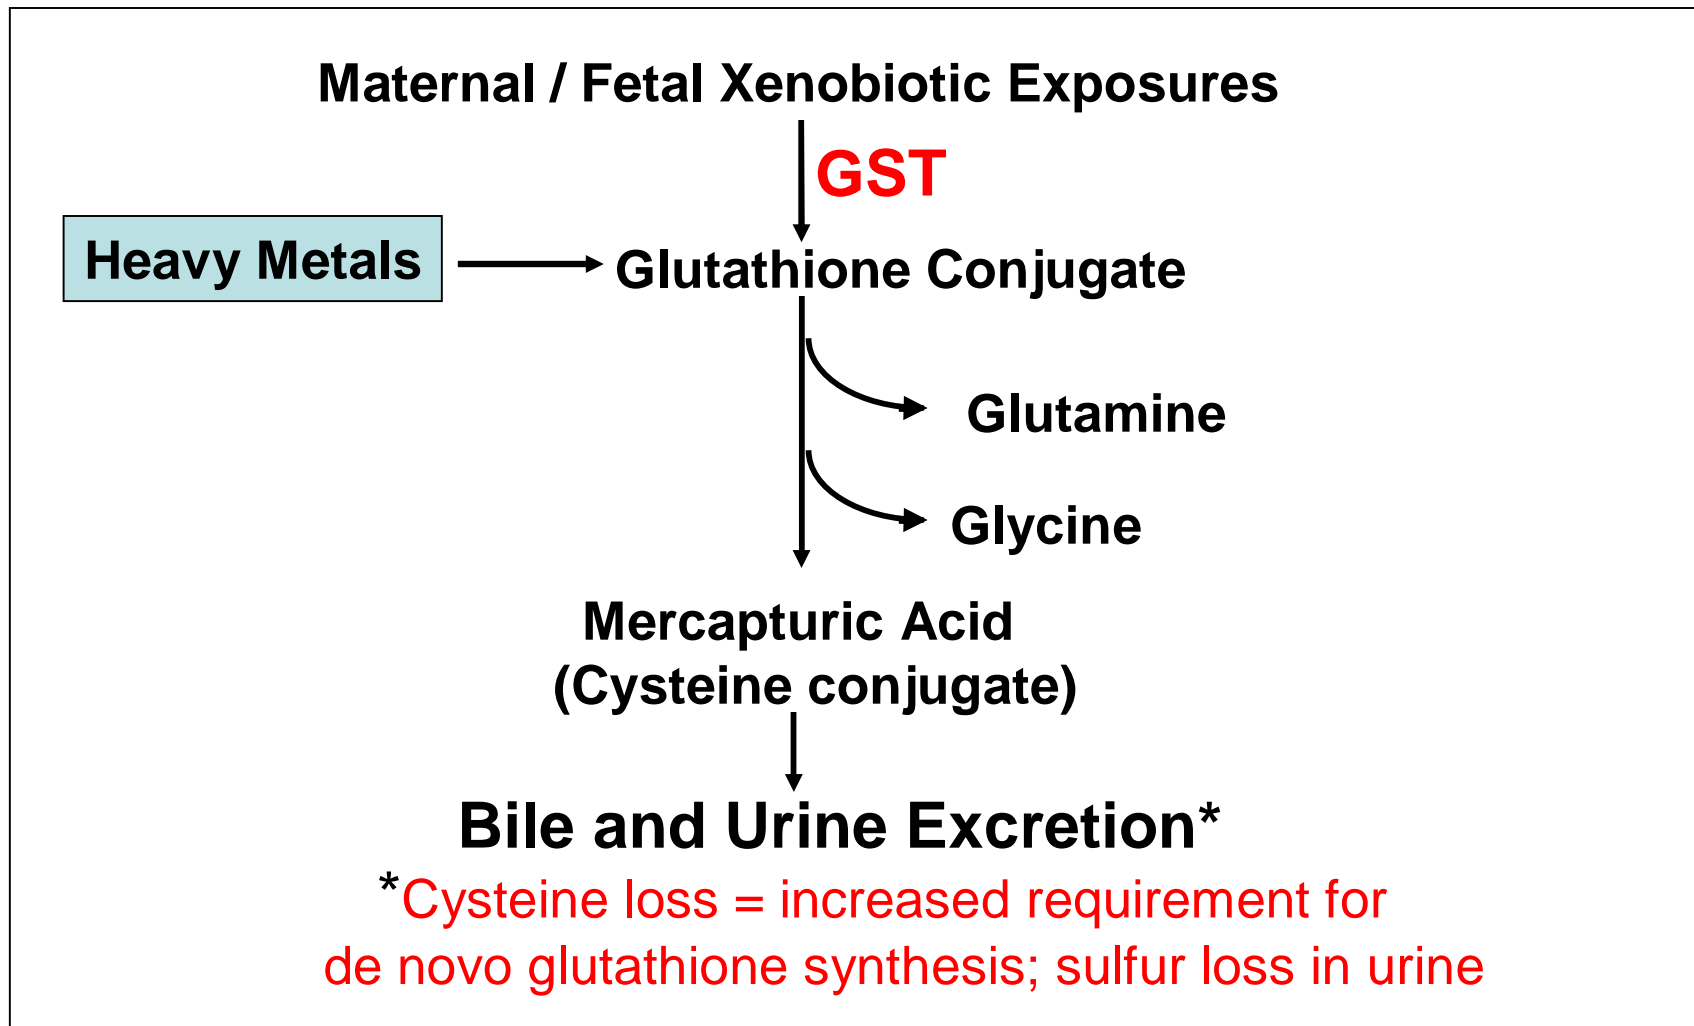 Maternal / Fetal Xenobiotic Exposures
GST
Heavy Metals
Glutathione Conjugate
Glutamine
Glycine
Mercapturic Acid
(Cysteine conjugate)
Bile and Urine Excretion*
*Cysteine loss = increased requirement for
de novo glutathione synthesis; sulfur loss in urine